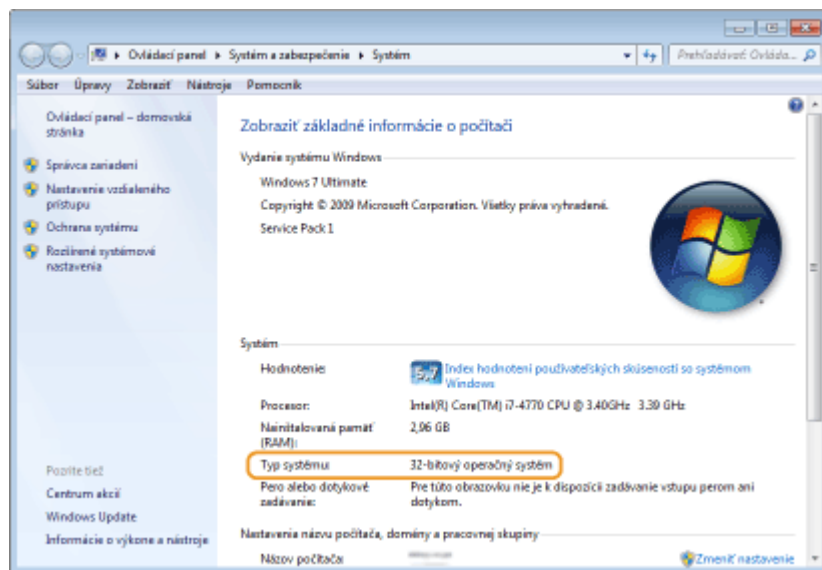 Ovládací panel ▸ Systém a zabezpečenie ▸ Systém
Prehľadávať: Ovláda...
Súbor Úpravy Zobraziť Nástroje Pomocník
Ovládací panel – domovská
stránka
Správca zariadení
Nastavenie vzdialeného
prístupu
Ochrana systému
Rozšírené systémové
nastavenia
Pozrite tiež
Centrum akcií
Windows Update
Informácie o výkone a nástroje
Zobraziť základné informácie o počítači
Vydanie systému Windows
Windows 7 Ultimate
Copyright © 2009 Microsoft Corporation. Všetky práva vyhradené.
Service Pack 1
Systém
Hodnotenie:
5,7 Index hodnotení používateľských skúseností so systémom
Windows
Procesor: Intel(R) Core(TM) i7-4770 CPU @ 3.40GHz 3.39 GHz
Nainštalovaná pamäť
(RAM): 2,96 GB
Typ systému: 32-bitový operačný systém
Pero alebo dotykové
zadávanie:
Pre túto obrazovku nie je k dispozícii zadávanie vstupu perom ani
dotykom.
Nastavenia názvu počítača, domény a pracovnej skupiny
Názov počítača:
Zmeniť nastavenie